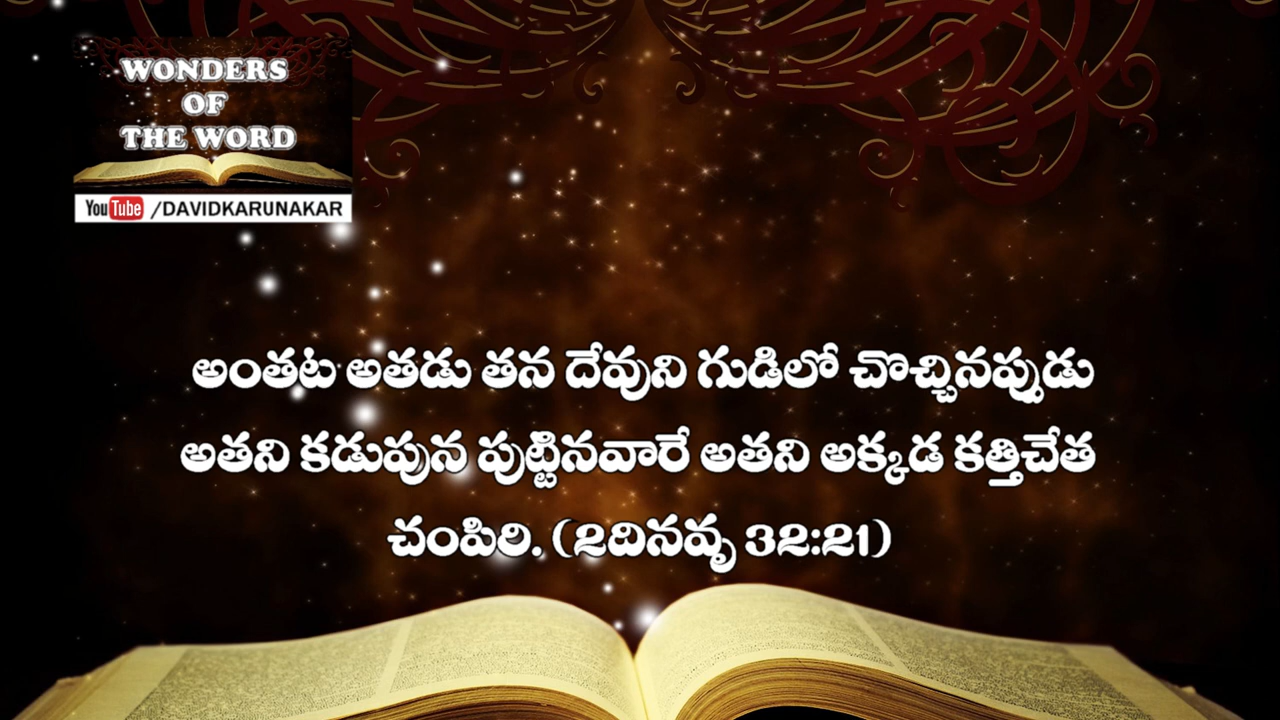 WONDERS
OF
THE WORD
YouTube /DAVIDKARUNAKAR
అంతట అతడు తన దేవుని గుడిలో చొచ్చినప్పుడు
అతని కడుపున పుట్టినవారే అతని అక్కడ కత్తిచేత
చంపిరి. (2దినవృ 32:21)